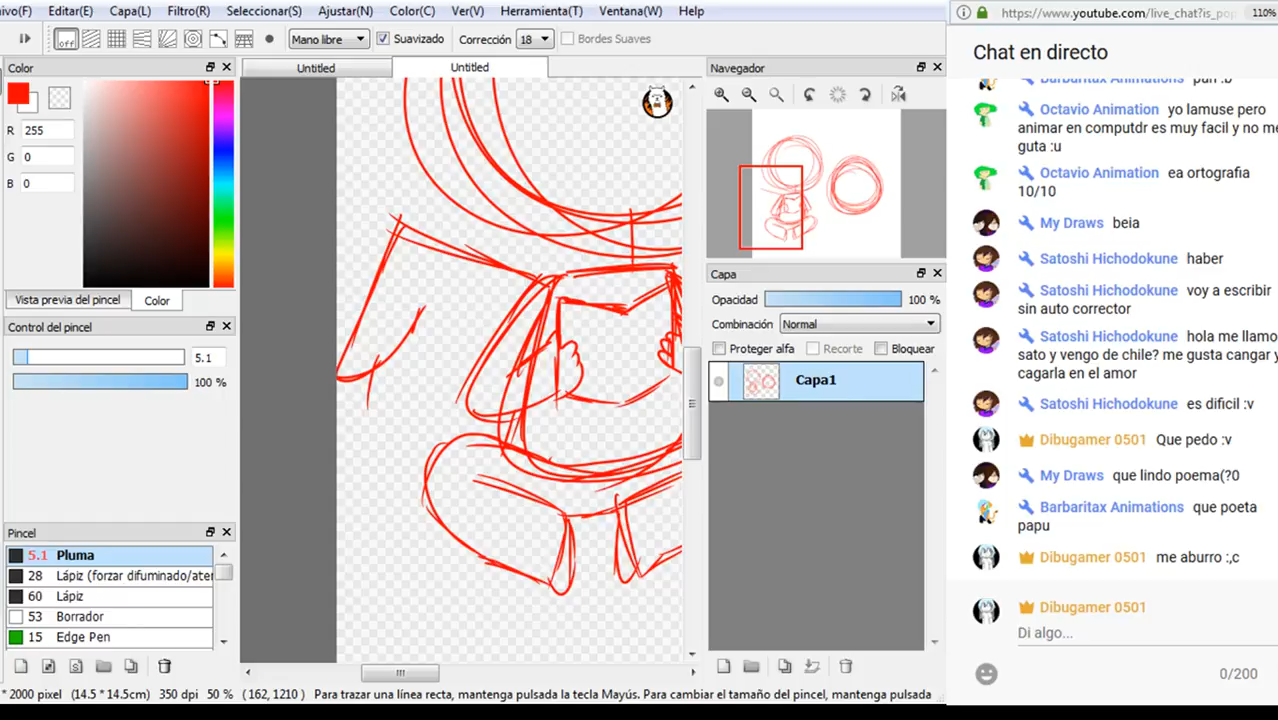 ivo(F) Editar(E) Capa(L) Filtro(R) Seleccionar(S) Ajustar(N) Color(C) Ver(V) Herramienta(T) Ventana(W) Help
off Mano libre Suavizado Corrección 18 Bordes Suaves
Color
R 255
G 0
B 0
Vista previa del pincel Color
Control del pincel
5.1
100 %
Pincel
5.1 Pluma
28 Lápiz (forzar difuminado/ater
60 Lápiz
53 Borrador
15 Edge Pen
Untitled Untitled
Navegador
Capa
Opacidad 100 %
Combinación Normal
Proteger alfa Recorte Bloquear
Capa1
* 2000 pixel (14.5 * 14.5cm) 350 dpi 50 % ( 162, 1210 ) Para trazar una línea recta, mantenga pulsada la tecla Mayús. Para cambiar el tamaño del pincel, mantenga pulsada
https://www.youtube.com/live_chat?is_pop 110%
Chat en directo
Barbaritax Animations pan :b
Octavio Animation yo lamuse pero
animar en computdr es muy facil y no me
guta :u
Octavio Animation ea ortografia
10/10
My Draws beia
Satoshi Hichodokune haber
Satoshi Hichodokune voy a escribir
sin auto corrector
Satoshi Hichodokune hola me llamo
sato y vengo de chile? me gusta cangar y
cagarla en el amor
Satoshi Hichodokune es dificil :v
Dibugamer 0501 Que pedo :v
My Draws que lindo poema(?0
Barbaritax Animations que poeta
papu
Dibugamer 0501 me aburro :,c
Dibugamer 0501
Di algo...
0/200